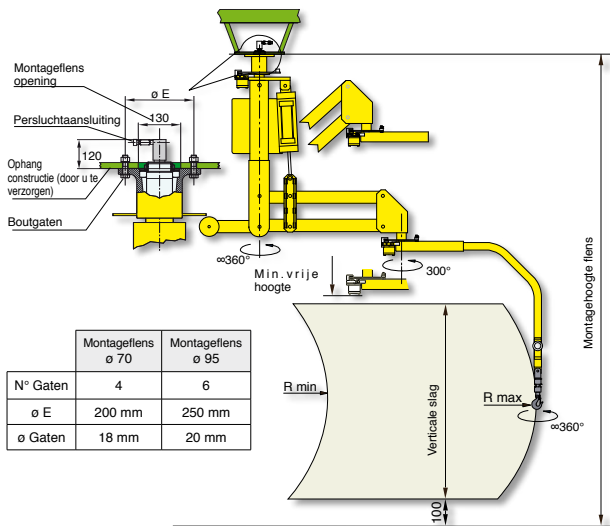 Montageflens
opening
ø E
130
Persluchtaansluiting
120
Ophang
constructie (door u te
verzorgen)
Boutgaten
∞360°
300°
Min. vrije
hoogte
Montagehoogte flens
R min
R max
∞360°
Verticale slag
100
Montageflens Montageflens
ø 70 ø 95
N° Gaten 4 6
ø E 200 mm 250 mm
ø Gaten 18 mm 20 mm